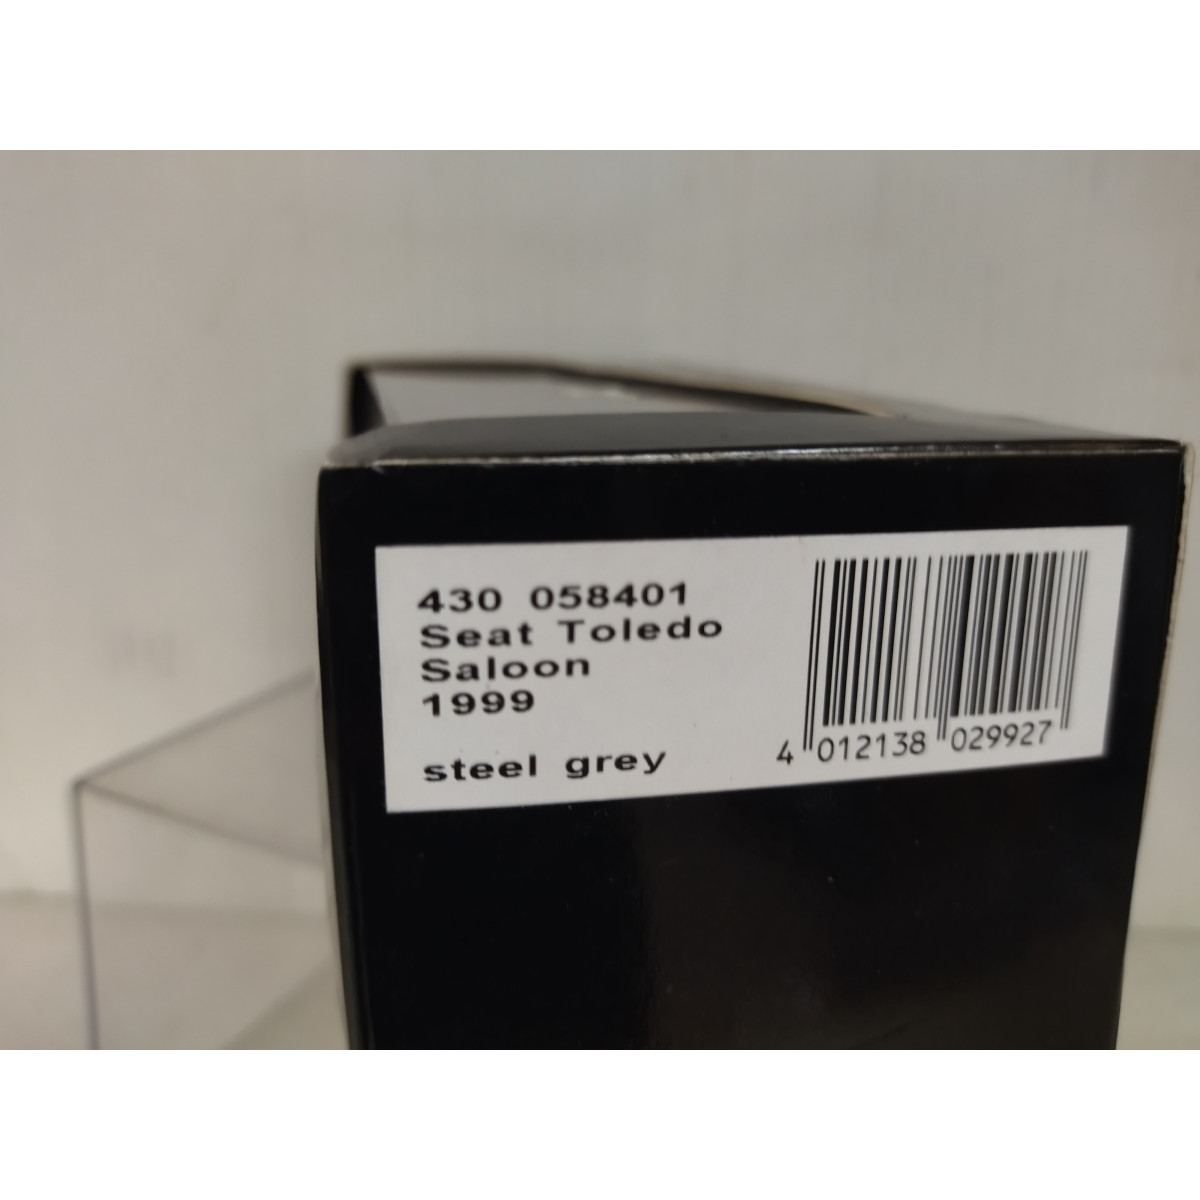 430 058401
Seat Toledo
Saloon
1999
steel grey
4 012138 029927